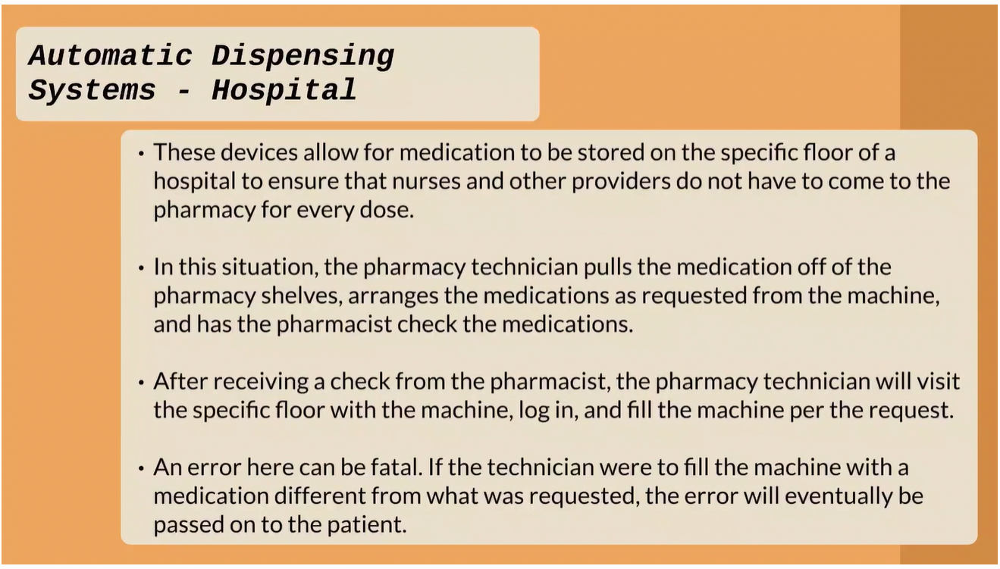 Automatic Dispensing
Systems - Hospital
• These devices allow for medication to be stored on the specific floor of a
hospital to ensure that nurses and other providers do not have to come to the
pharmacy for every dose.
• In this situation, the pharmacy technician pulls the medication off of the
pharmacy shelves, arranges the medications as requested from the machine,
and has the pharmacist check the medications.
• After receiving a check from the pharmacist, the pharmacy technician will visit
the specific floor with the machine, log in, and fill the machine per the request.
• An error here can be fatal. If the technician were to fill the machine with a
medication different from what was requested, the error will eventually be
passed on to the patient.